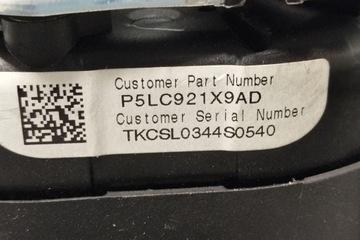 Customer Part Number
P5LC921X9AD
Customer Serial Number
TKCSL0344S0540